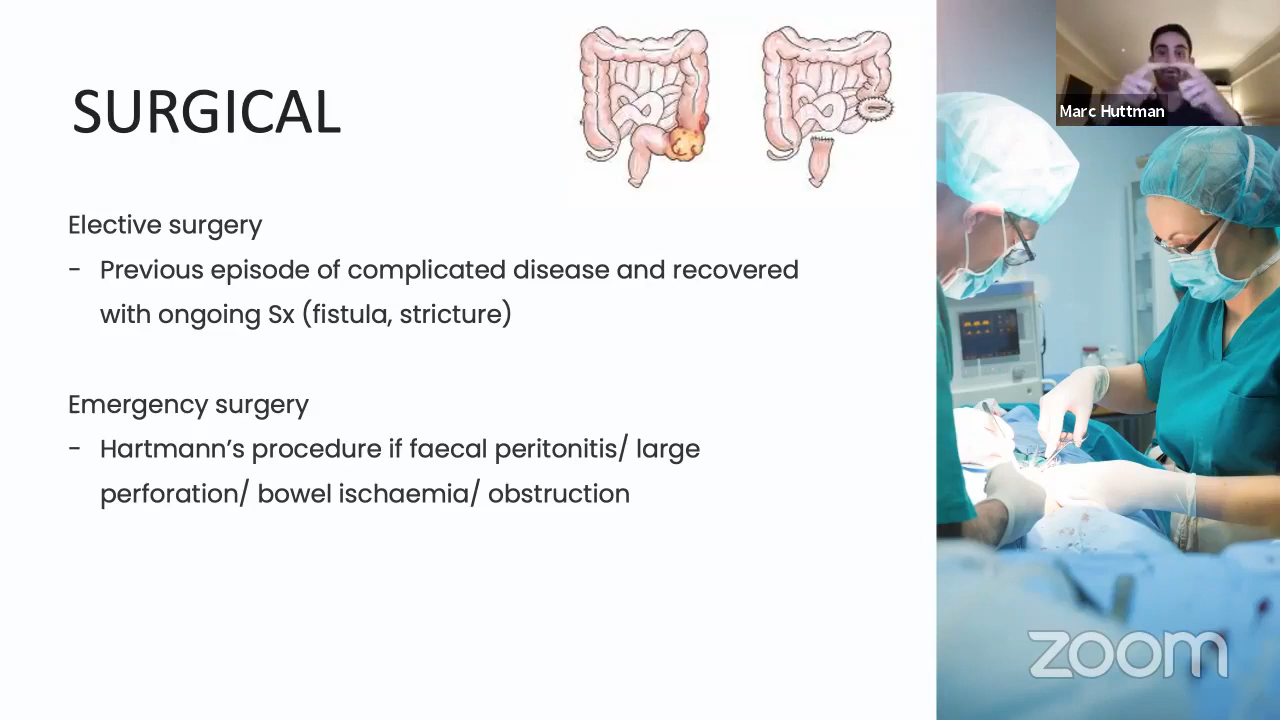 SURGICAL
Marc Huttman
Elective surgery
- Previous episode of complicated disease and recovered
with ongoing Sx (fistula, stricture)
Emergency surgery
- Hartmann’s procedure if faecal peritonitis/ large
perforation/ bowel ischaemia/ obstruction
zoom